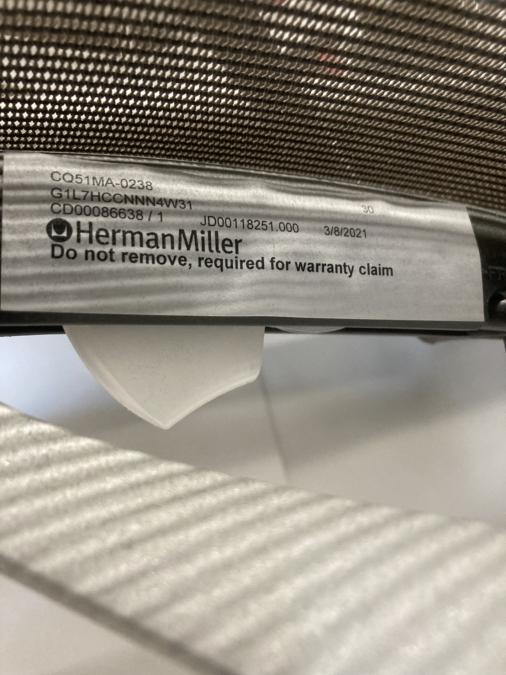 CQ51MA-0238
G1L7HCCNNN4W31 30
CD00086638 / 1 JD00118251.000 3/8/2021
HermanMiller
Do not remove, required for warranty claim